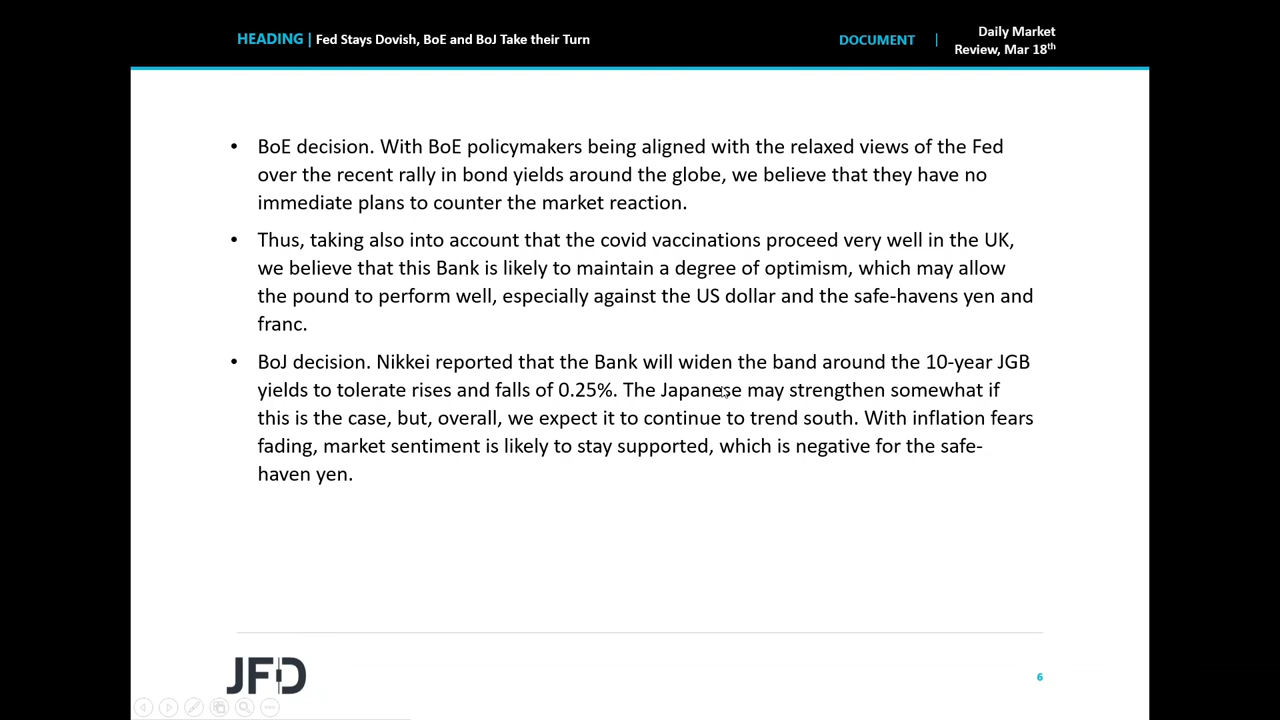 HEADING | Fed Stays Dovish, BoE and BoJ Take their Turn
DOCUMENT |
Daily Market
Review, Mar 18th
• BoE decision. With BoE policymakers being aligned with the relaxed views of the Fed
over the recent rally in bond yields around the globe, we believe that they have no
immediate plans to counter the market reaction.
• Thus, taking also into account that the covid vaccinations proceed very well in the UK,
we believe that this Bank is likely to maintain a degree of optimism, which may allow
the pound to perform well, especially against the US dollar and the safe-havens yen and
franc.
• BoJ decision. Nikkei reported that the Bank will widen the band around the 10-year JGB
yields to tolerate rises and falls of 0.25%. The Japanese may strengthen somewhat if
this is the case, but, overall, we expect it to continue to trend south. With inflation fears
fading, market sentiment is likely to stay supported, which is negative for the safe-
haven yen.
JFD
6